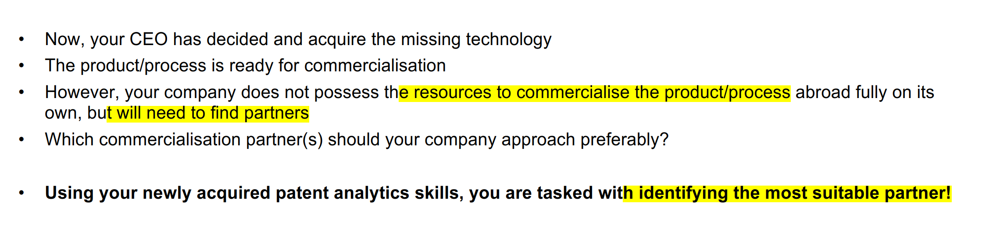 • Now, your CEO has decided and acquire the missing technology
• The product/process is ready for commercialisation
• However, your company does not possess the resources to commercialise the product/process abroad fully on its
own, but will need to find partners
• Which commercialisation partner(s) should your company approach preferably?
• Using your newly acquired patent analytics skills, you are tasked with identifying the most suitable partner!